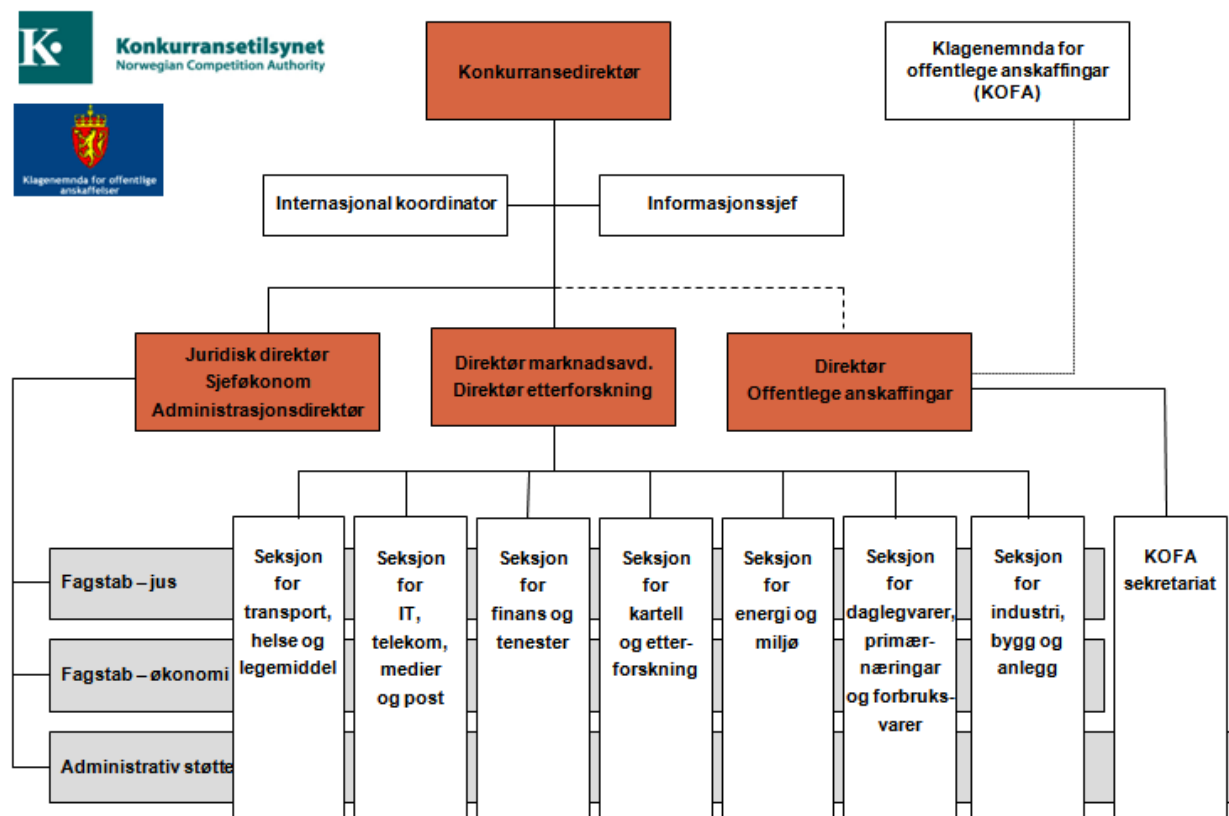 K
Konkurransetilsynet
Norwegian Competition Authority
Klagenemnda for offentlige
anskaffelser
Konkurransedirektør
Klagenemnda for
offentlege anskaffingar
(KOFA)
Internasjonal koordinator
Informasjonssjef
Juridisk direktør
Sjeføkonom
Administrasjonsdirektør
Direktør marknadsavd.
Direktør etterforskning
Direktør
Offentlege anskaffingar
Fagstab – jus
Fagstab – økonomi
Administrativ støtte
Seksjon
for
transport,
helse og
legemiddel
Seksjon
for
IT,
telekom,
medier
og post
Seksjon
for
finans og
tenester
Seksjon
for
kartell
og etter-
forskning
Seksjon
for
energi og
miljø
Seksjon
for
daglegvarer,
primær-
næringar
og forbruks-
varer
Seksjon
for
industri,
bygg og
anlegg
KOFA
sekretariat